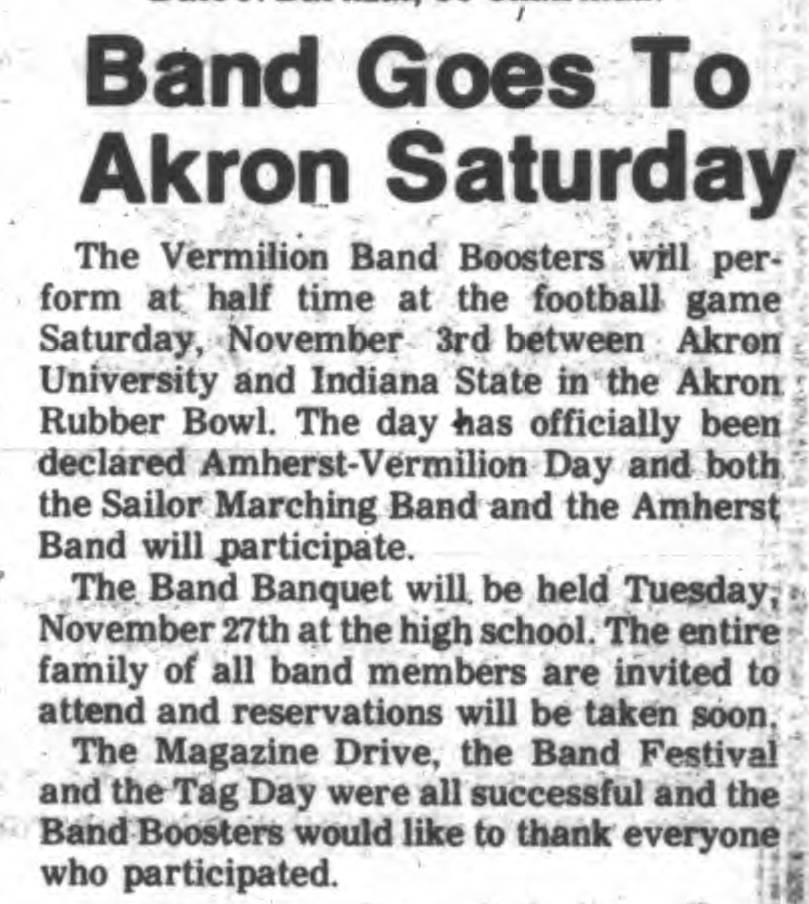 Band Goes To
Akron Saturday
The Vermilion Band Boosters will per-
form at half time at the football game
Saturday, November 3rd between Akron
University and Indiana State in the Akron
Rubber Bowl. The day has officially been
declared Amherst-Vermilion Day and both
the Sailor Marching Band and the Amherst
Band will participate.
The Band Banquet will be held Tuesday,
November 27th at the high school. The entire
family of all band members are invited to
attend and reservations will be taken soon.
The Magazine Drive, the Band Festival
and the Tag Day were all successful and the
Band Boosters would like to thank everyone
who participated.